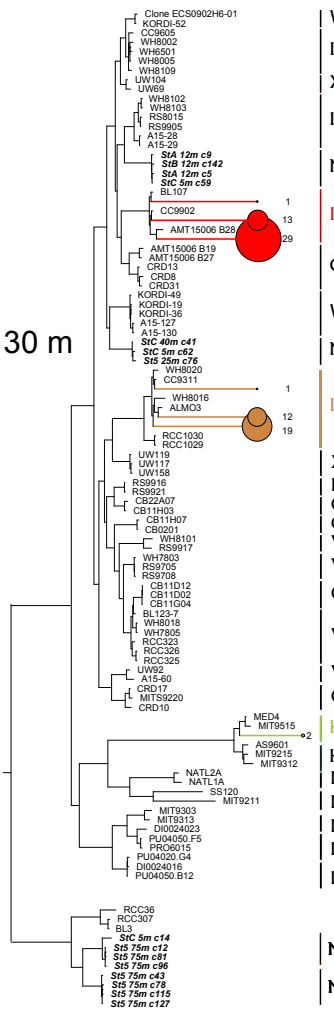 Clone ECS0902H6-01
KORDI-52
CC9605
WH8002
WH6501
WH8005
WH8109
UW104
UW69
WH8102
WH8103
RS8015
RS9905
A15-28
A15-29
StA 12m c9
StB 12m c142
StA 12m c5
StC 5m c59
BL107
1
CC9902
13
AMT15006 B28
29
AMT15006 B19
AMT15006 B27
CRD13
CRD8
CRD31
KORDI-49
KORDI-19
KORDI-36
A15-127
A15-130
30 m
StC 40m c41
StC 5m c62
St5 25m c76
WH8020
CC9311
1
WH8016
ALMO3
12
19
RCC1030
RCC1029
UW119
UW117
UW158
RS9916
RS9921
CB22A07
CB11H03
CB11H07
CB0201
WH8101
RS9917
WH7803
RS9705
RS9708
CB11D12
CB11D02
CB11G04
BL123-7
WH8018
WH7805
RCC323
RCC326
RCC325
UW92
A15-60
CRD17
MITS9220
CRD10
MED4
MIT9515
2
AS9601
MIT9215
MIT9312
NATL2A
NATL1A
SS120
MIT9211
MIT9303
MIT9313
DI0024023
PU04050.F5
PRO6015
PU04020.G4
DI0024016
PU04050.B12
RCC36
RCC307
BL3
StC 5m c14
St5 75m c12
St5 75m c81
St5 75m c96
St5 75m c43
St5 75m c78
St5 75m c115
St5 75m c127